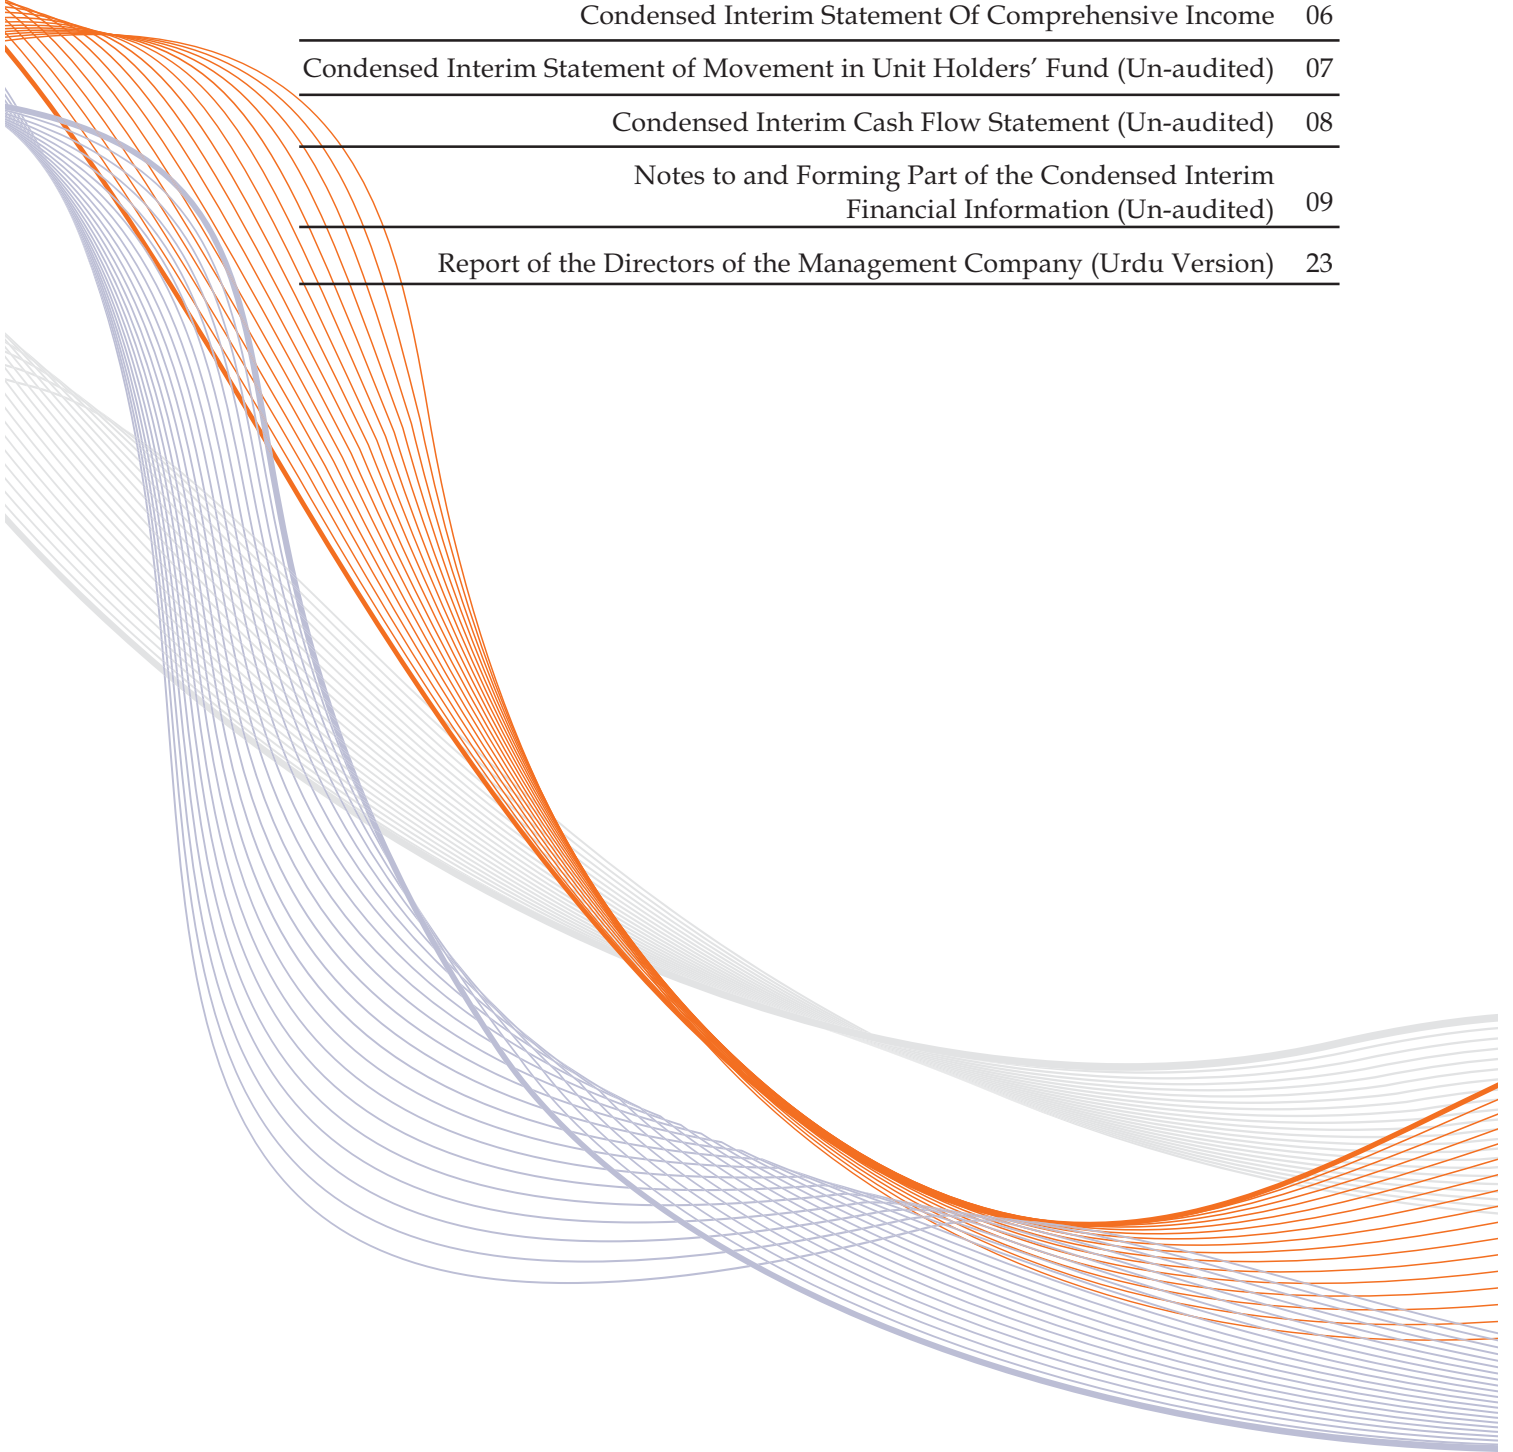 Condensed Interim Statement Of Comprehensive Income 06
Condensed Interim Statement of Movement in Unit Holders’ Fund (Un-audited) 07
Condensed Interim Cash Flow Statement (Un-audited) 08
Notes to and Forming Part of the Condensed Interim
Financial Information (Un-audited) 09
Report of the Directors of the Management Company (Urdu Version) 23